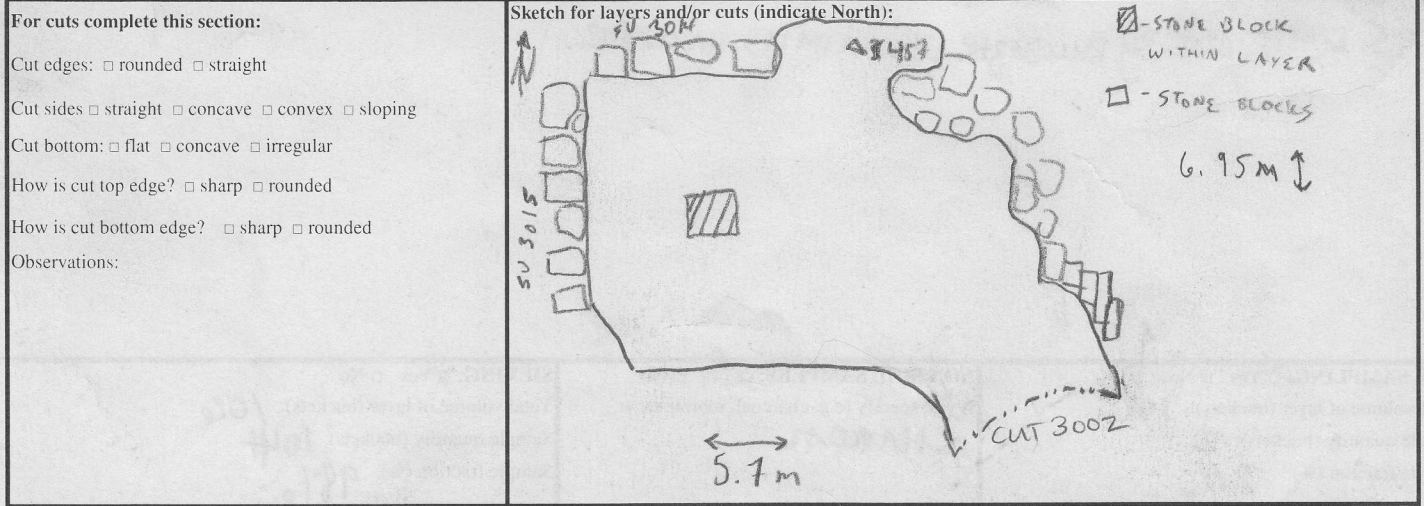 For cuts complete this section:
Cut edges: □ rounded □ straight
Cut sides □ straight □ concave □ convex □ sloping
Cut bottom: □ flat □ concave □ irregular
How is cut top edge? □ sharp □ rounded
How is cut bottom edge? □ sharp □ rounded
Observations:
Sketch for layers and/or cuts (indicate North):
N
SU 3014
457
- STONE BLOCK
WITHIN LAYER
- STONE BLOCKS
6.95m
SU 3015
CUT 3002
5.7 m